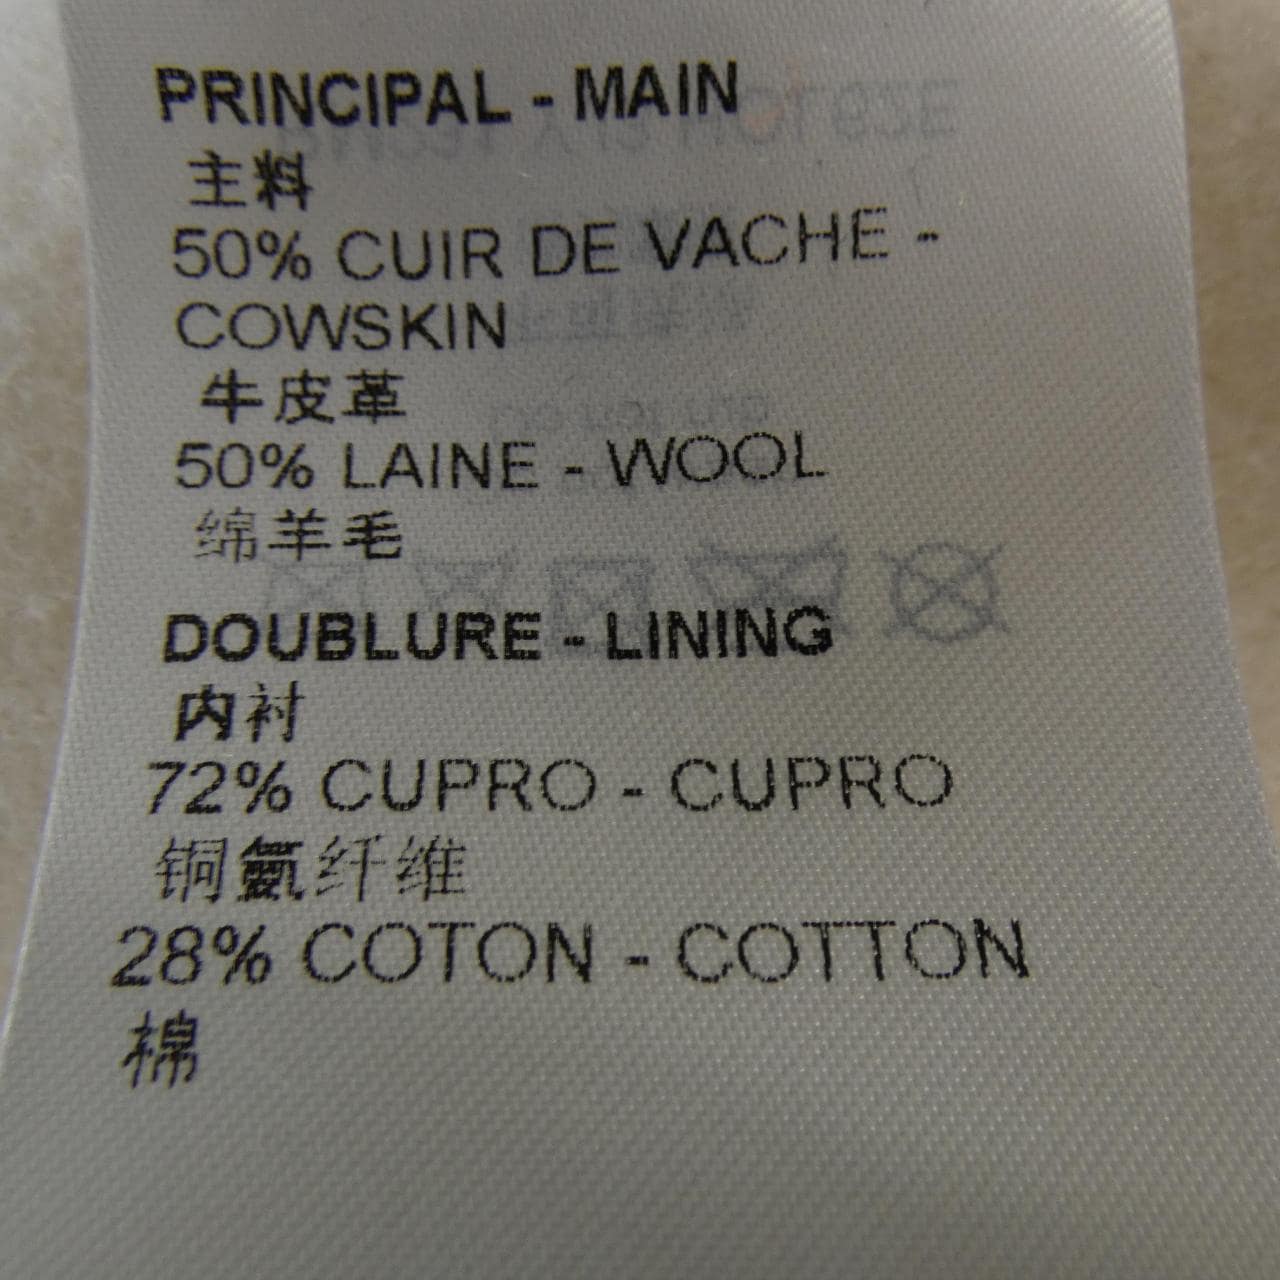 PRINCIPAL - MAIN
主料
50% CUIR DE VACHE -
COWSKIN
牛皮革
50% LAINE - WOOL
绵羊毛
DOUBLURE - LINING
内衬
72% CUPRO - CUPRO
铜氨纤维
28% COTON - COTTON
棉